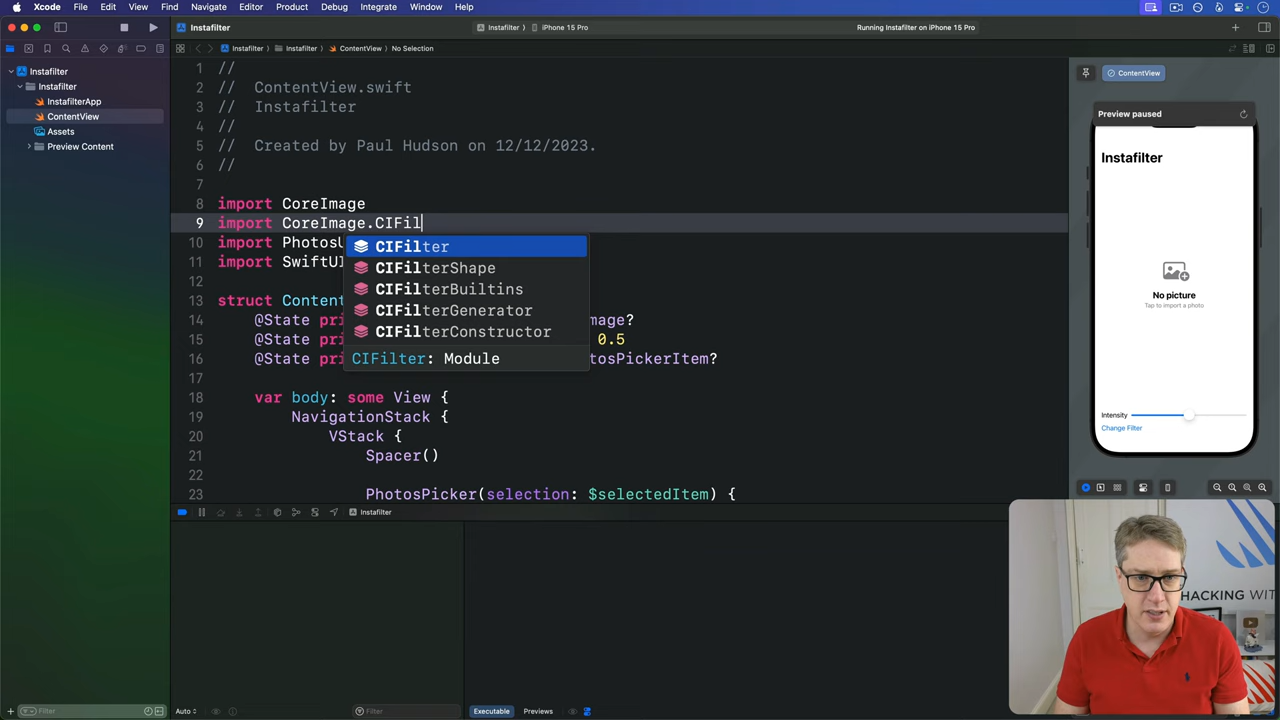 Xcode File Edit View Find Navigate Editor Product Debug Integrate Window Help
Instafilter
Instafilter › iPhone 15 Pro
Running Instafilter on iPhone 15 Pro
Instafilter › Instafilter › ContentView › No Selection
Instafilter
Instafilter
InstafilterApp
ContentView
Assets
Preview Content
1 //
2 // ContentView.swift
3 // Instafilter
4 //
5 // Created by Paul Hudson on 12/12/2023.
6 //
7
8 import CoreImage
9 import CoreImage.CIFil
10 import Photos
11 import SwiftUI
12
13 struct Content
14 @State pri mage?
15 @State pri 0.5
16 @State pri otosPickerItem?
17
18 var body: some View {
19 NavigationStack {
20 VStack {
21 Spacer()
22
23 PhotosPicker(selection: $selectedItem) {
CIFilter
CIFilterShape
CIFilterBuiltins
CIFilterGenerator
CIFilterConstructor
CIFilter: Module
ContentView
Preview paused
Instafilter
No picture
Tap to import a photo
Intensity
Change Filter
Instafilter
HACKING WIT
Filter
Auto
Filter
Executable Previews